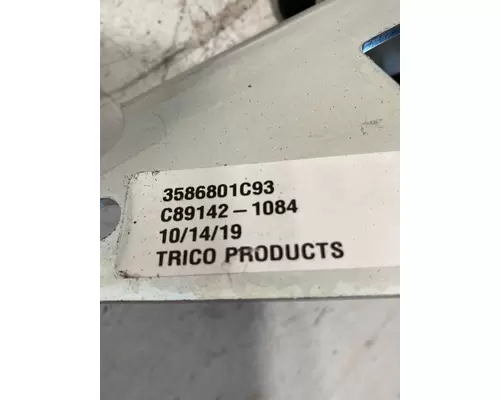 3586801C93
C89142-1084
10/14/19
TRICO PRODUCTS